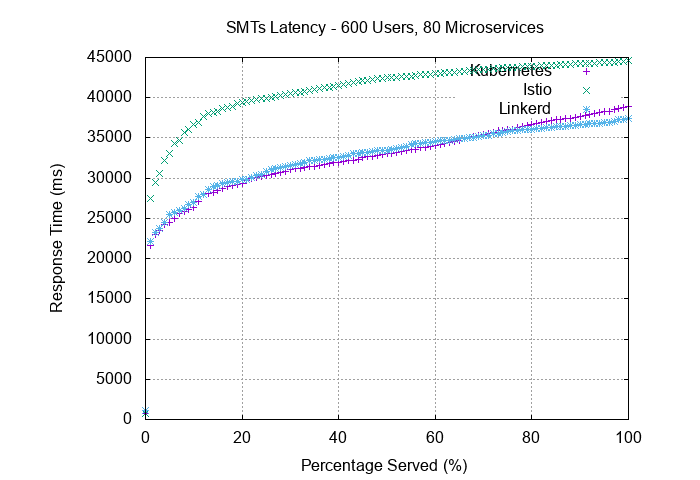 SMTs Latency - 600 Users, 80 Microservices
45000
40000
35000
30000
25000
20000
15000
10000
5000
0
Response Time (ms)
Kubernetes
Istio
Linkerd
0 20 40 60 80 100
Percentage Served (%)